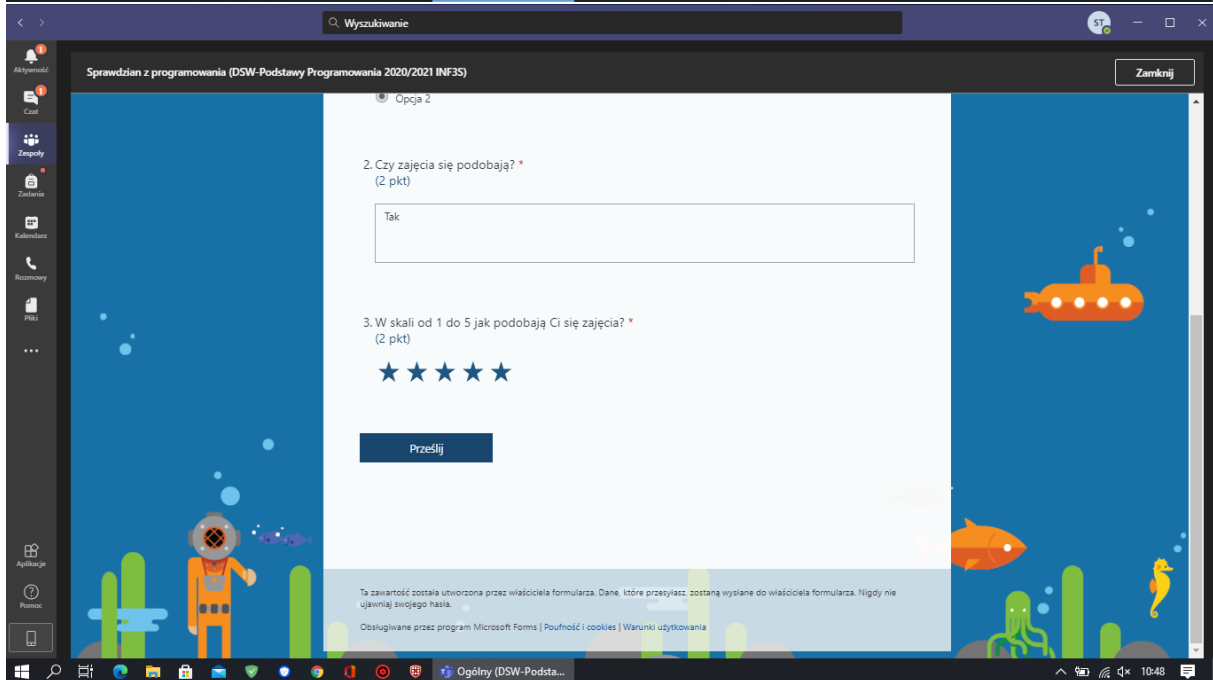 Wyszukiwanie
ST
1
Aktywność
Sprawdzian z programowania (DSW-Podstawy Programowania 2020/2021 INF3S)
Zamknij
1
Czat
Zespoły
Zadania
Kalendarz
Rozmowy
Pliki
Opcja 2
2. Czy zajęcia się podobają? *
(2 pkt)
Tak
3. W skali od 1 do 5 jak podobają Ci się zajęcia? *
(2 pkt)
Prześlij
Aplikacje
Pomoc
Ta zawartość została utworzona przez właściciela formularza. Dane, które przesyłasz, zostaną wysłane do właściciela formularza. Nigdy nie
ujawniaj swojego hasła.
Obsługiwane przez program Microsoft Forms | Poufność i cookies | Warunki użytkowania
Ogólny (DSW-Podsta...
10:48